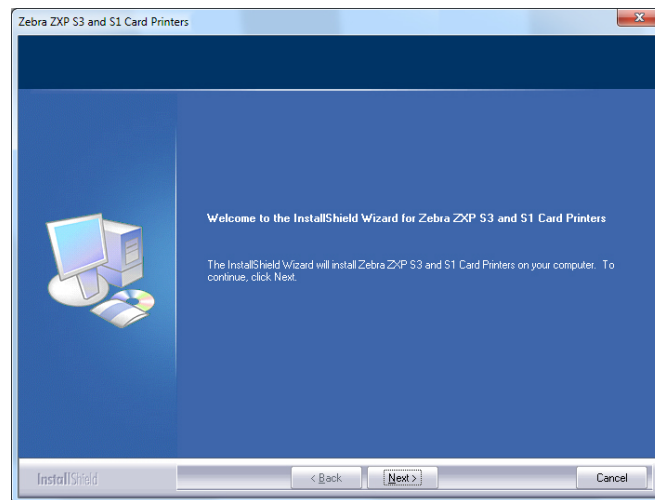 Zebra ZXP S3 and S1 Card Printers
Welcome to the InstallShield Wizard for Zebra ZXP S3 and S1 Card Printers
The InstallShield Wizard will install Zebra ZXP S3 and S1 Card Printers on your computer. To
continue, click Next.
InstallShield
< Back
Next >
Cancel